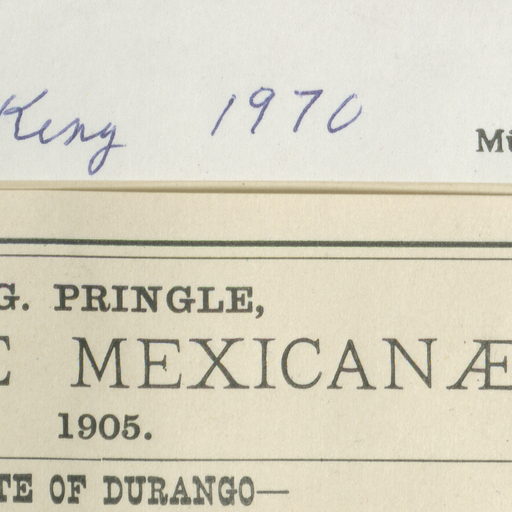 King 1970
Mü
G. PRINGLE,
E MEXICANÆ
1905.
TE OF DURANGO—